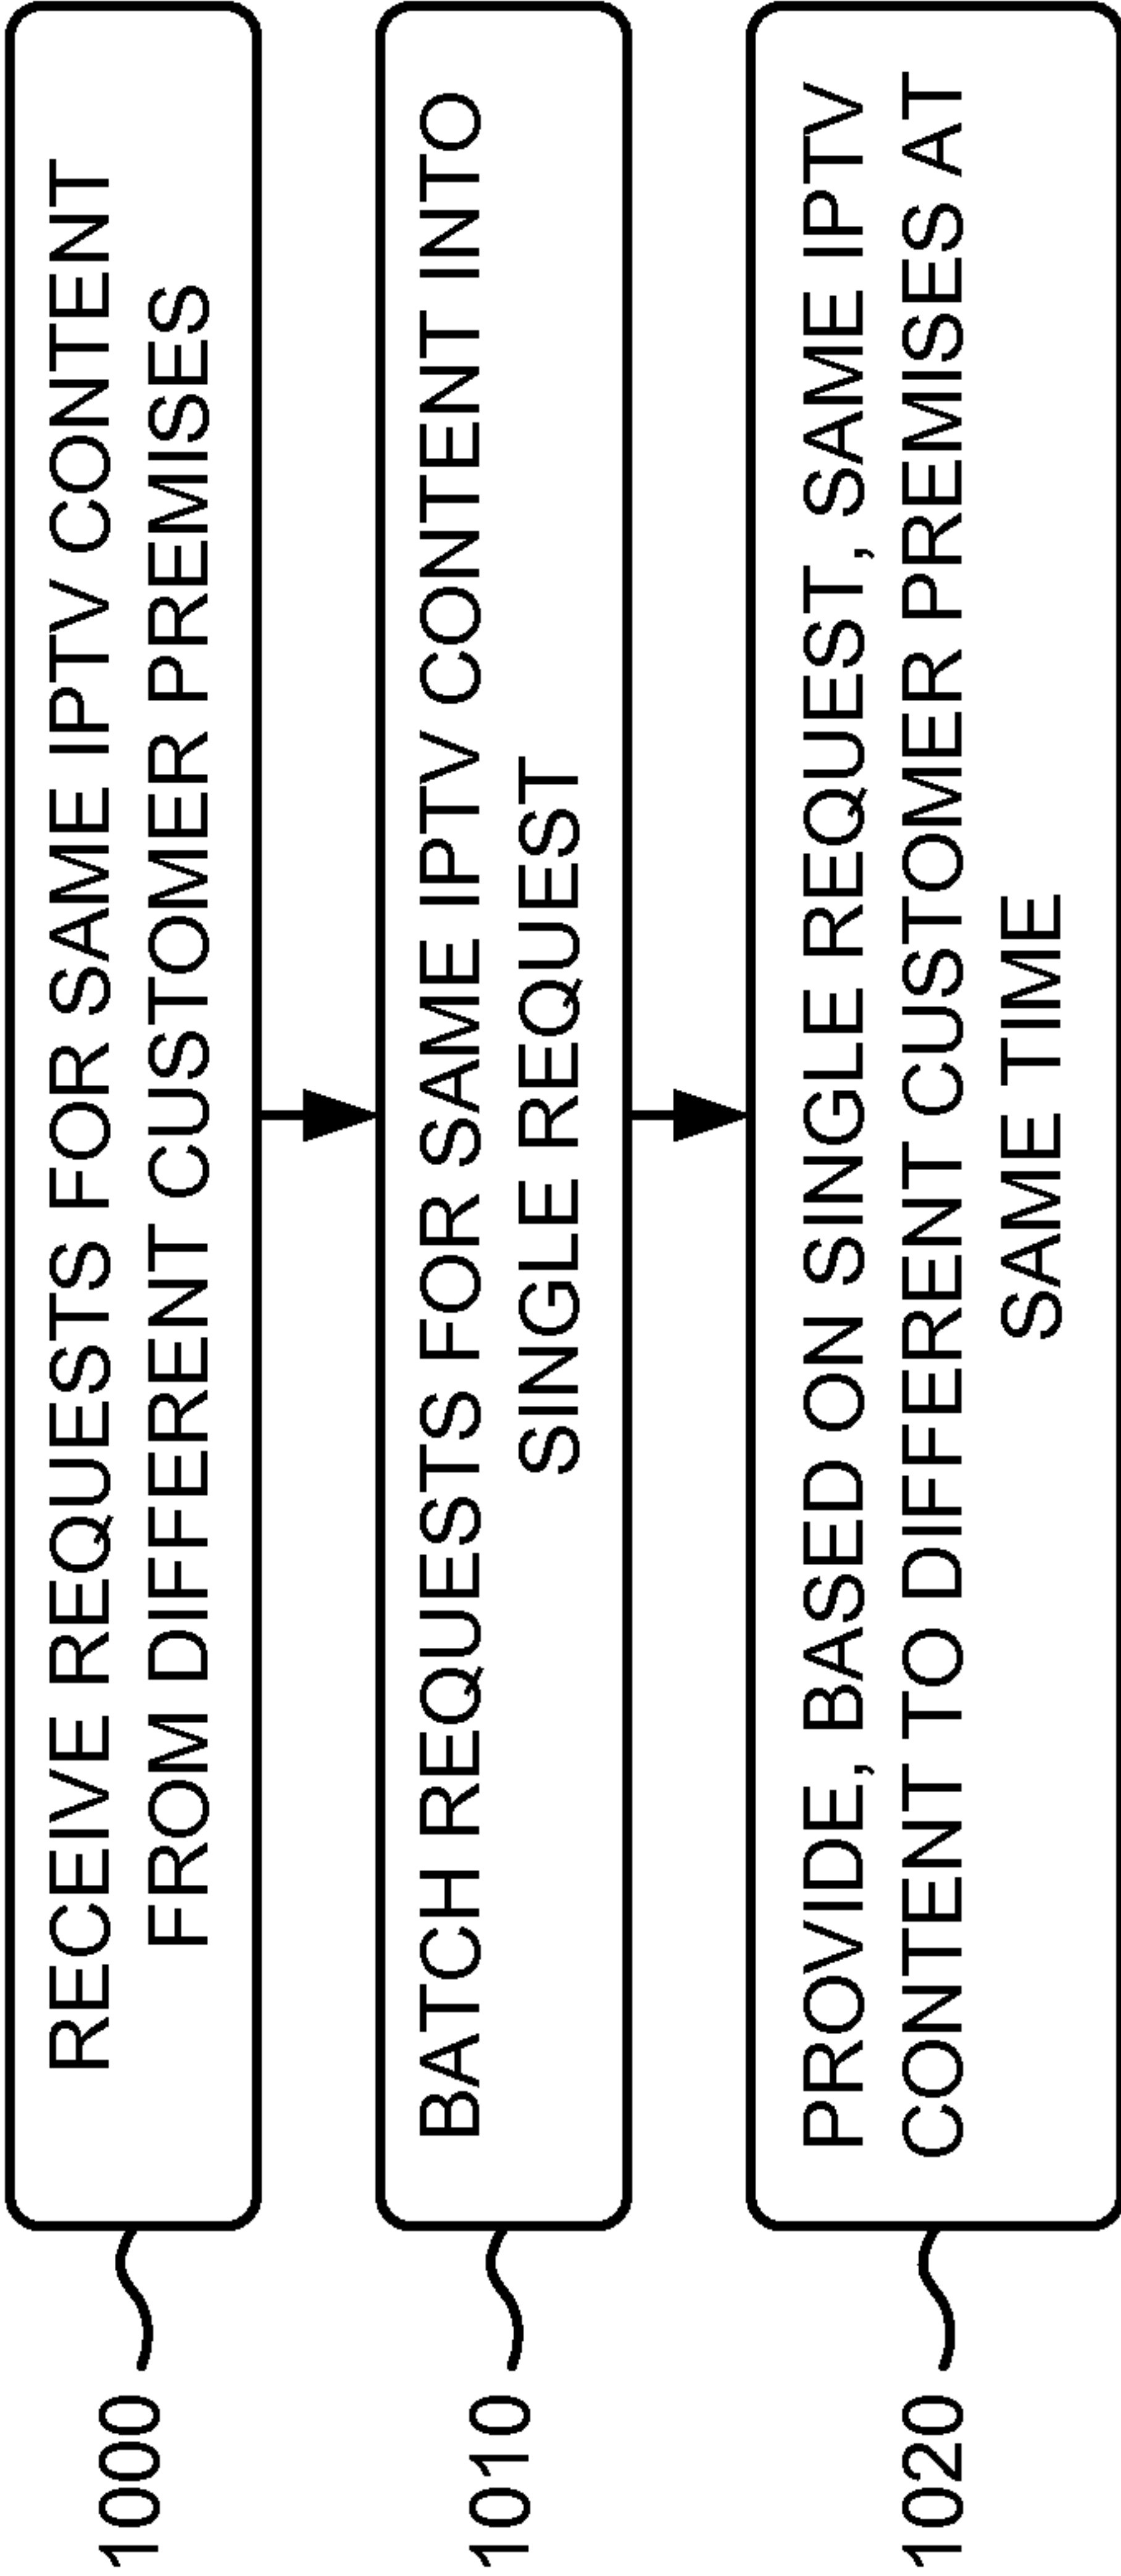 1000
RECEIVE REQUESTS FOR SAME IPTV CONTENT
FROM DIFFERENT CUSTOMER PREMISES
1010
BATCH REQUESTS FOR SAME IPTV CONTENT INTO
SINGLE REQUEST
1020
PROVIDE, BASED ON SINGLE REQUEST, SAME IPTV
CONTENT TO DIFFERENT CUSTOMER PREMISES AT
SAME TIME